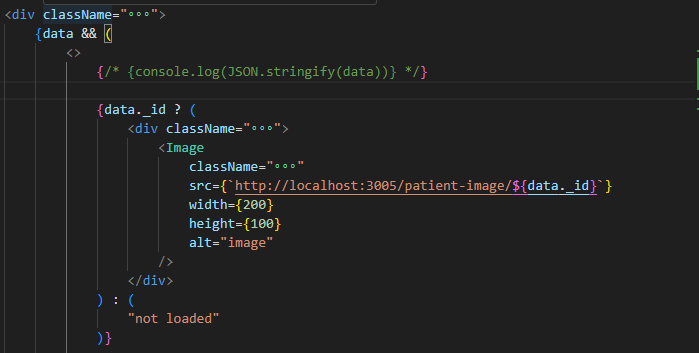 <div className="∘∘∘">
{data && (
<>
{/* {console.log(JSON.stringify(data))} */}
{data._id ? (
<div className="∘∘∘">
<Image
className="∘∘∘"
src={`http://localhost:3005/patient-image/${data._id}`}
width={200}
height={100}
alt="image"
/>
</div>
) : (
"not loaded"
)}